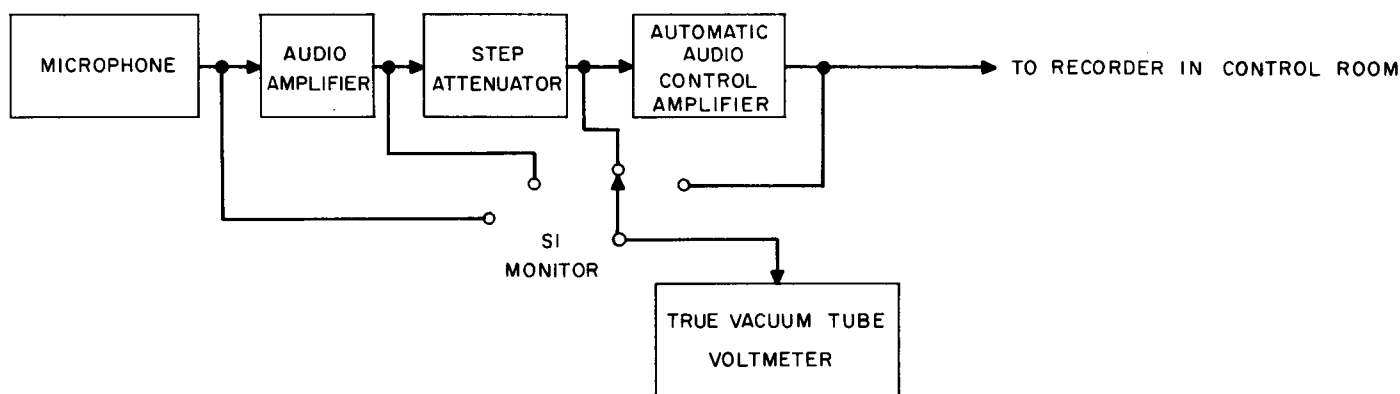 MICROPHONE
AUDIO
AMPLIFIER
STEP
ATTENUATOR
AUTOMATIC
AUDIO
CONTROL
AMPLIFIER
TO RECORDER IN CONTROL ROOM
SI
MONITOR
TRUE VACUUM TUBE
VOLTMETER